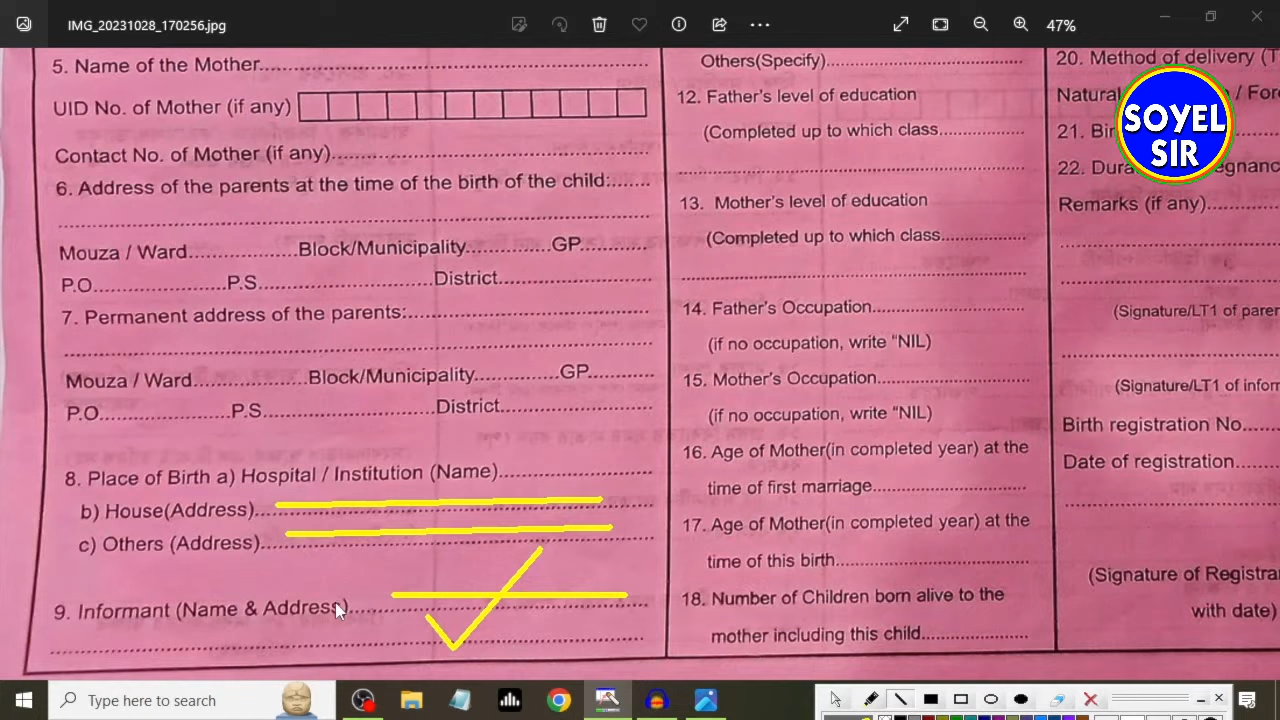 IMG_20231028_170256.jpg
47%
5. Name of the Mother
UID No. of Mother (if any)
Contact No. of Mother (if any)
6. Address of the parents at the time of the birth of the child:
Mouza / Ward Block/Municipality GP
P.O P.S District
7. Permanent address of the parents:
Mouza / Ward Block/Municipality GP
P.O P.S District
8. Place of Birth a) Hospital / Institution (Name)
b) House(Address)
c) Others (Address)
9. Informant (Name & Address)
Others(Specify)
12. Father's level of education
(Completed up to which class
13. Mother's level of education
(Completed up to which class
14. Father's Occupation
(if no occupation, write "NIL)
15. Mother's Occupation
(if no occupation, write "NIL)
16. Age of Mother(in completed year) at the
time of first marriage
17. Age of Mother(in completed year) at the
time of this birth
18. Number of Children born alive to the
mother including this child
20. Method of delivery (T
Natural / For
21. Bir
22. Dura egnanc
Remarks (if any)
(Signature/LT1 of paren
(Signature/LT1 of inforr
Birth registration No
Date of registration
(Signature of Registra
with date)
SOYEL
SIR
Type here to search